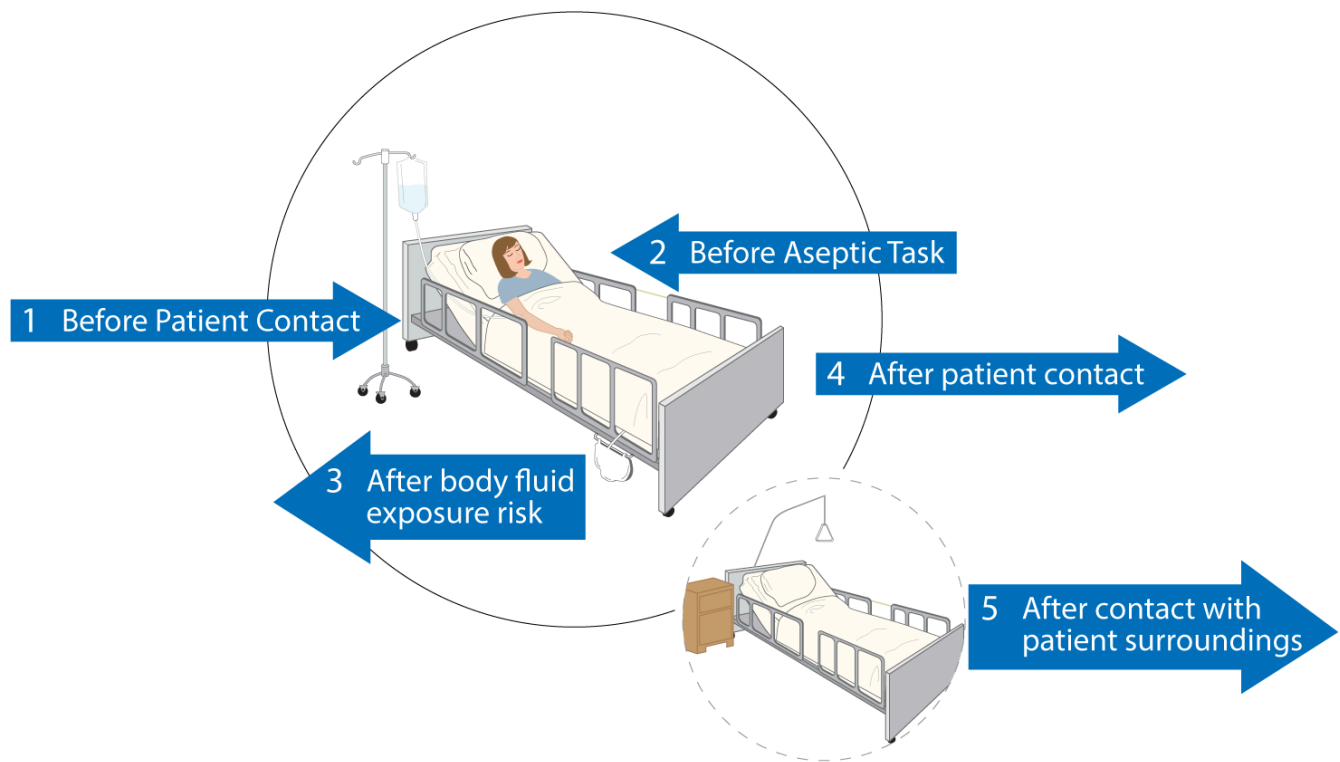 1 Before Patient Contact
2 Before Aseptic Task
3 After body fluid
exposure risk
4 After patient contact
5 After contact with
patient surroundings